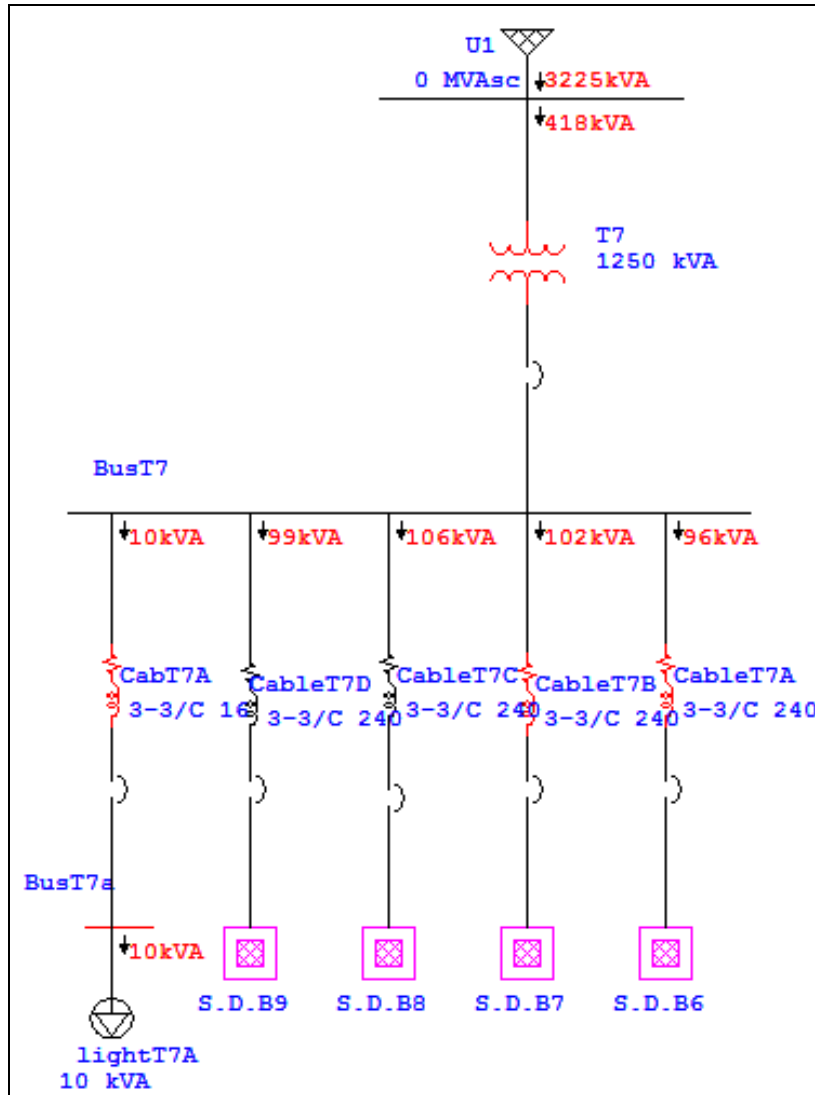 U1
0 MVAsc 3225kVA
418kVA
T7
1250 kVA
BusT7
10kVA 99kVA 106kVA 102kVA 96kVA
CabT7A CableT7D CableT7C CableT7B CableT7A
3-3/C 16 3-3/C 240 3-3/C 240 3-3/C 240 3-3/C 240
BusT7a
10kVA
S.D.B9 S.D.B8 S.D.B7 S.D.B6
lightT7A
10 kVA